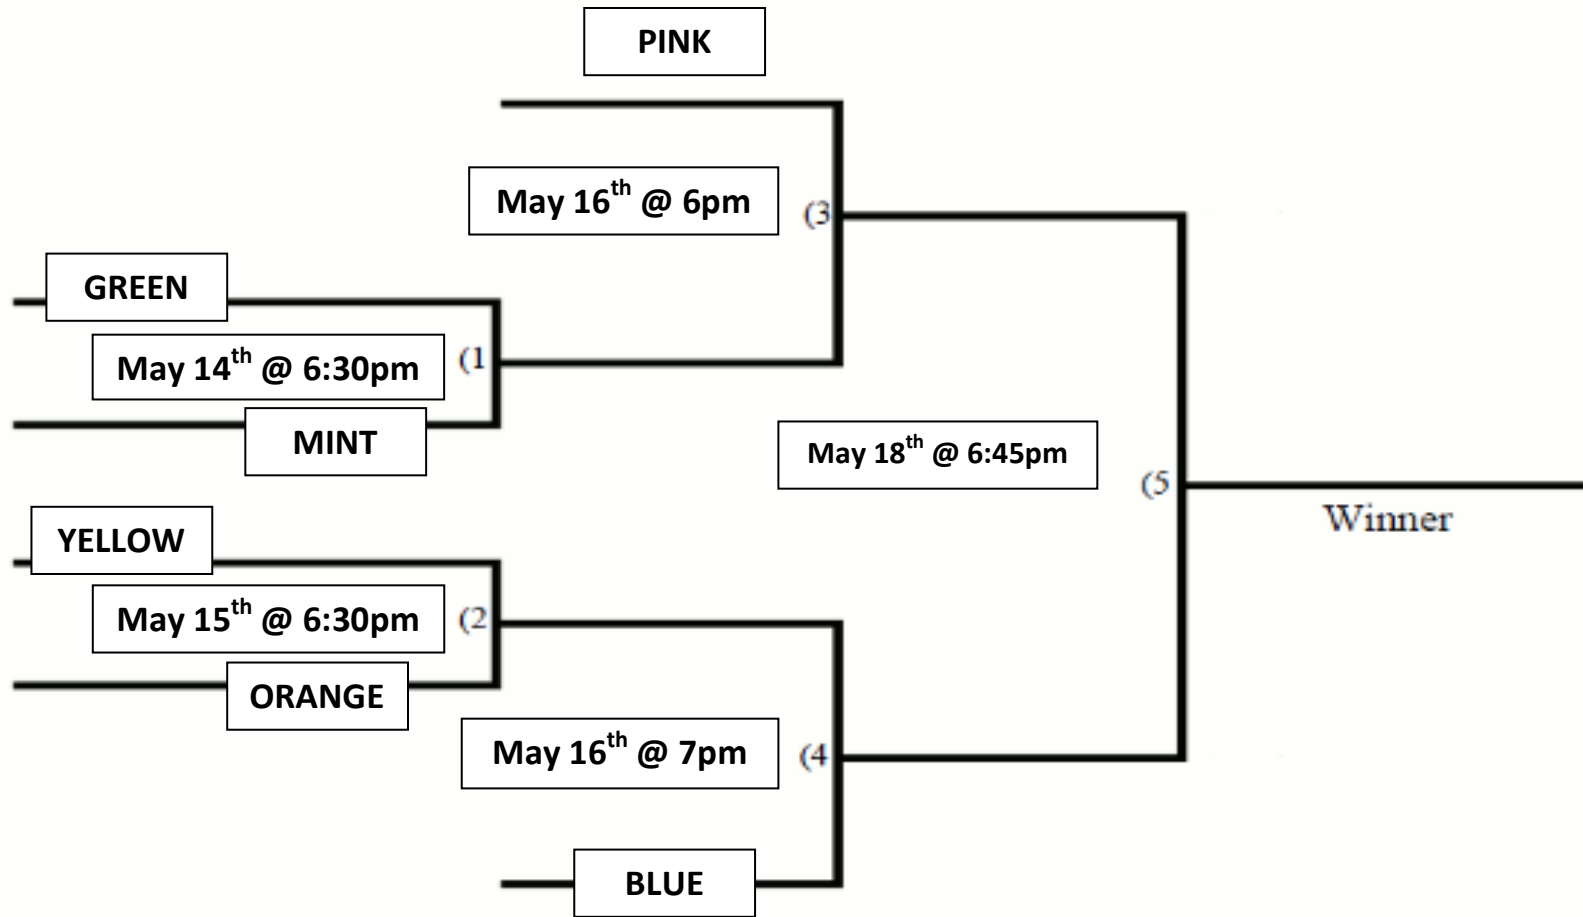 PINK
May 16th @ 6pm
(3
GREEN
May 14th @ 6:30pm
(1
MINT
May 18th @ 6:45pm
(5
Winner
YELLOW
May 15th @ 6:30pm
(2
ORANGE
May 16th @ 7pm
(4
BLUE